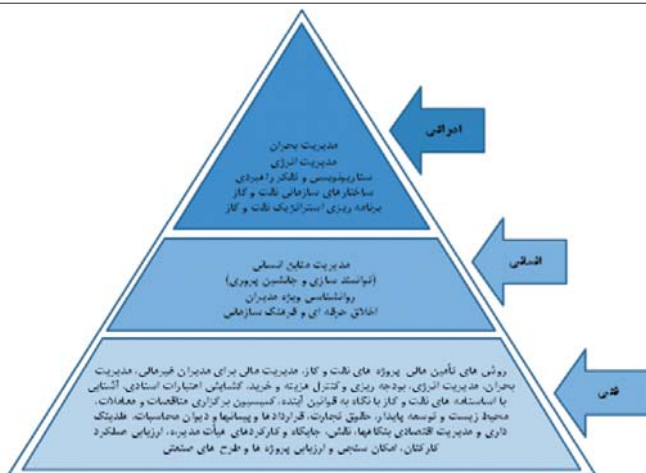 ادراکی
مدیریت بحران
مدیریت انرژی
سناریونویسی و تفکر راهبردی
ساختارهای سازمانی نفت و گاز
برنامه ریزی استراتژیک نفت و گاز
انسانی
مدیریت منابع انسانی
(توانمند سازی و جانشین پروری)
روانشناسی ویژه مدیران
اخلاق حرفه ای و فرهنگ سازمانی
فنی
روش های تأمین مالی پروژه های نفت و گاز، مدیریت مالی برای مدیران غیرمالی، مدیریت
بحران، مدیریت انرژی، بودجه ریزی و کنترل هزینه و خرید، گشایش اعتبارات اسنادی، آشنایی
با اساسنامه های نفت و گاز با نگاه به قوانین آینده، کمیسیون برگزاری مناقصات و معاملات،
محیط زیست و توسعه پایدار، حقوق تجارت، قراردادها و پیمانها و دیوان محاسبات، هلدینگ
داری و مدیریت اقتصادی بنگاهها، نقش، جایگاه و کارکردهای هیأت مدیره، ارزیابی عملکرد
کارکنان، امکان سنجی و ارزیابی پروژه ها و طرح های صنعتی